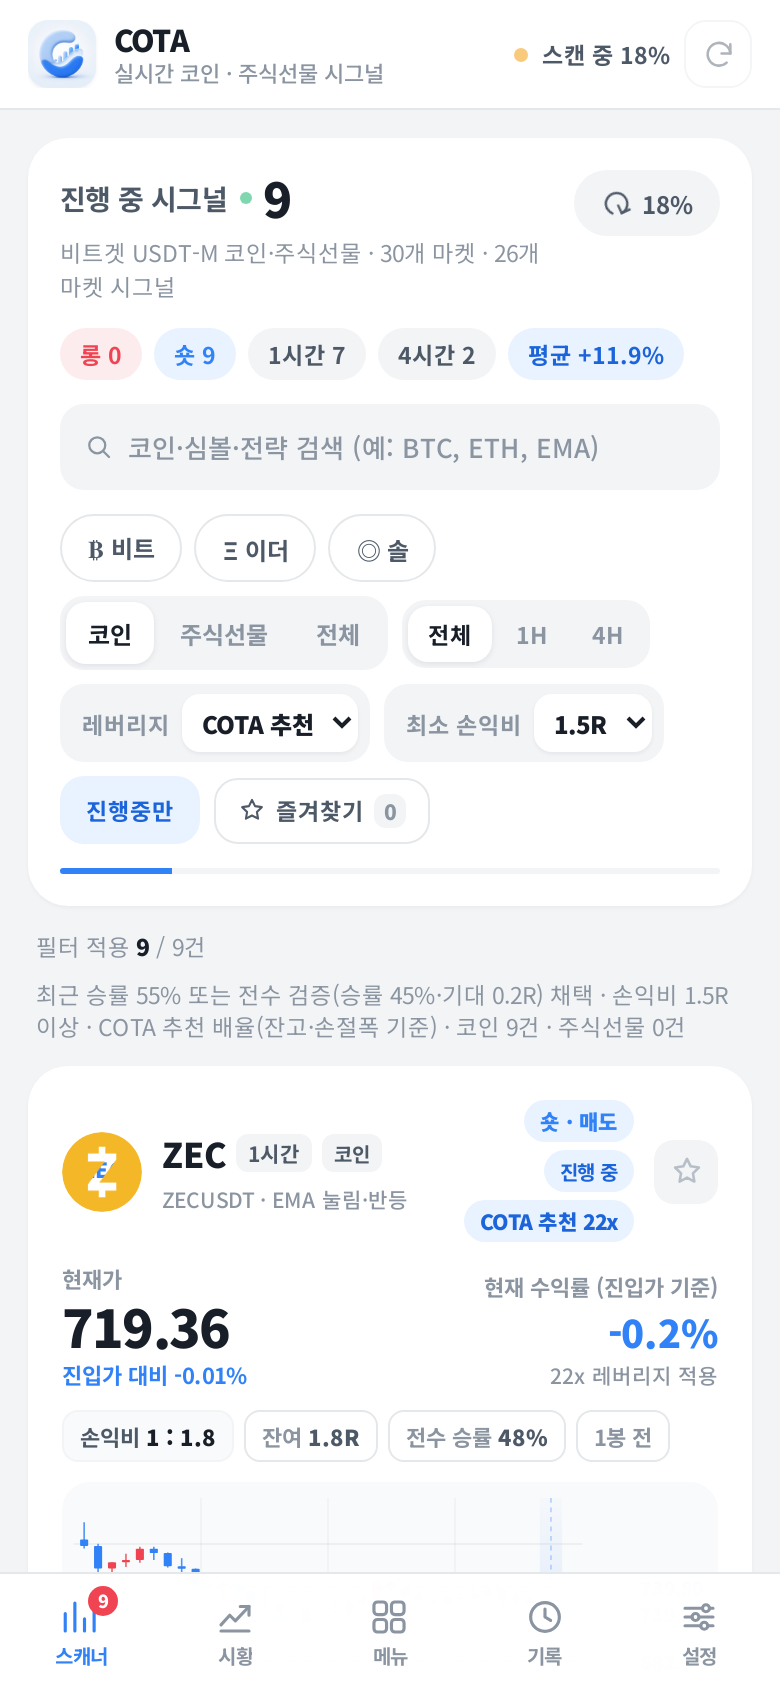 COTA
실시간 코인 · 주식선물 시그널
스캔 중 18%
진행 중 시그널 9
18%
비트겟 USDT-M 코인·주식선물 · 30개 마켓 · 26개
마켓 시그널
롱 0
숏 9
1시간 7
4시간 2
평균 +11.9%
코인·심볼·전략 검색 (예: BTC, ETH, EMA)
₿ 비트
Ξ 이더
◎ 솔
코인
주식선물
전체
전체
1H
4H
레버리지
COTA 추천
최소 손익비
1.5R
진행중만
즐겨찾기 0
필터 적용 9 / 9건
최근 승률 55% 또는 전수 검증(승률 45%·기대 0.2R) 채택 · 손익비 1.5R
이상 · COTA 추천 배율(잔고·손절폭 기준) · 코인 9건 · 주식선물 0건
ZEC
1시간
코인
ZECUSDT · EMA 눌림·반등
숏 · 매도
진행 중
COTA 추천 22x
현재가
719.36
진입가 대비 -0.01%
현재 수익률 (진입가 기준)
-0.2%
22x 레버리지 적용
손익비 1 : 1.8
잔여 1.8R
전수 승률 48%
1봉 전
9
스캐너
시황
메뉴
기록
설정